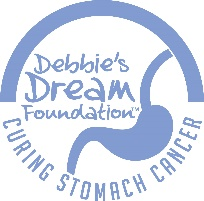 Debbie's
Dream
Foundation™
CURING STOMACH CANCER